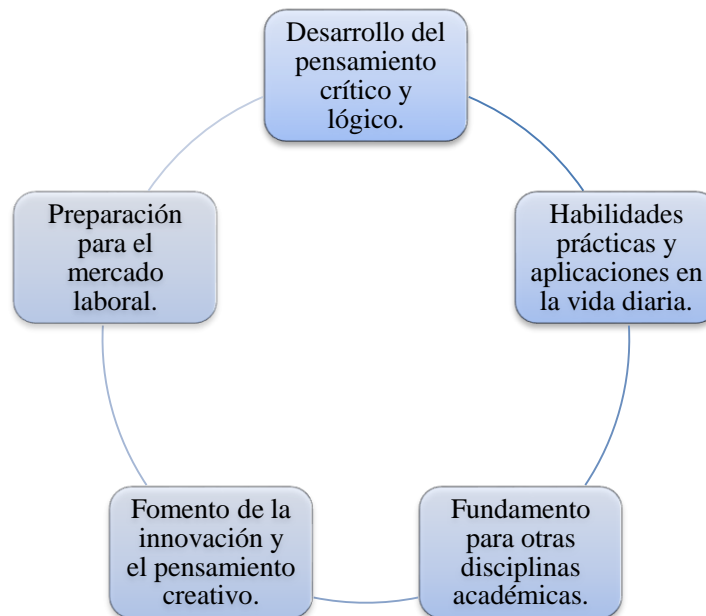 Desarrollo del
pensamiento
crítico y
lógico.
Habilidades
prácticas y
aplicaciones en
la vida diaria.
Fundamento
para otras
disciplinas
académicas.
Fomento de la
innovación y
el pensamiento
creativo.
Preparación
para el
mercado
laboral.